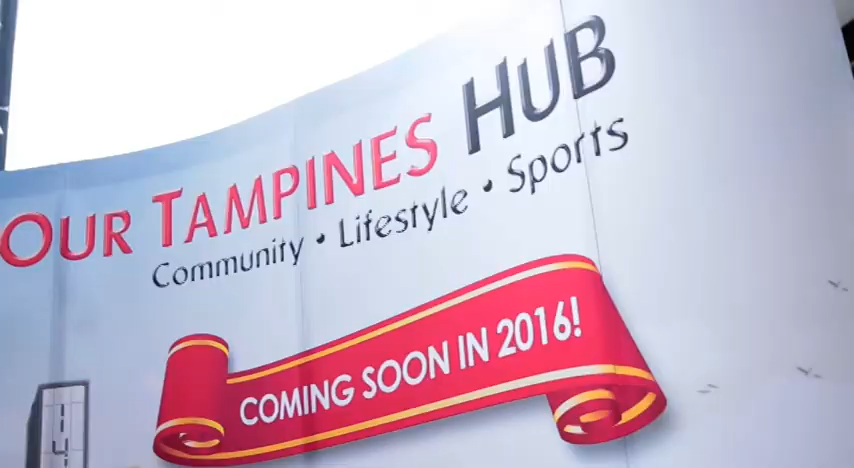 OUR TAMPINES HUB
Community • Lifestyle • Sports
COMING SOON IN 2016!